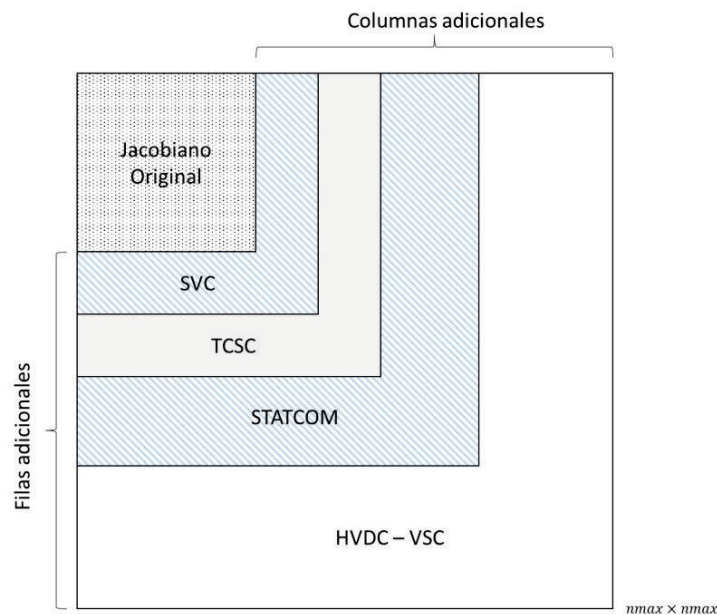 Columnas adicionales
Jacobiano
Original
SVC
TCSC
STATCOM
HVDC – VSC
Filas adicionales
nmax × nmax